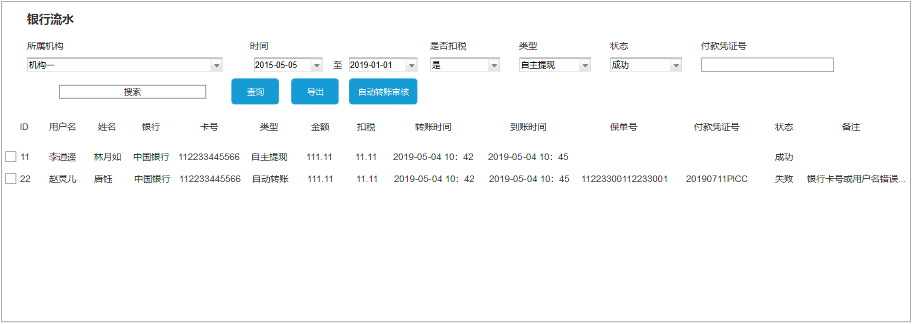 银行流水
所属机构 时间 是否扣税 类型 状态 付款凭证号
机构一 2015-05-05 至 2019-01-01 是 自主提现 成功
搜索 查询 导出 自动转账审核
ID 用户名 姓名 银行 卡号 类型 金额 扣税 转账时间 到账时间 保单号 付款凭证号 状态 备注
11 李逍遥 林月如 中国银行 112233445566 自主提现 111.11 11.11 2019-05-04 10：42 2019-05-04 10：45 成功
22 赵灵儿 唐钰 中国银行 112233445566 自动转账 111.11 11.11 2019-05-04 10：42 2019-05-04 10：45 11223300112233001 20190711PICC 失败 银行卡号或用户名错误...